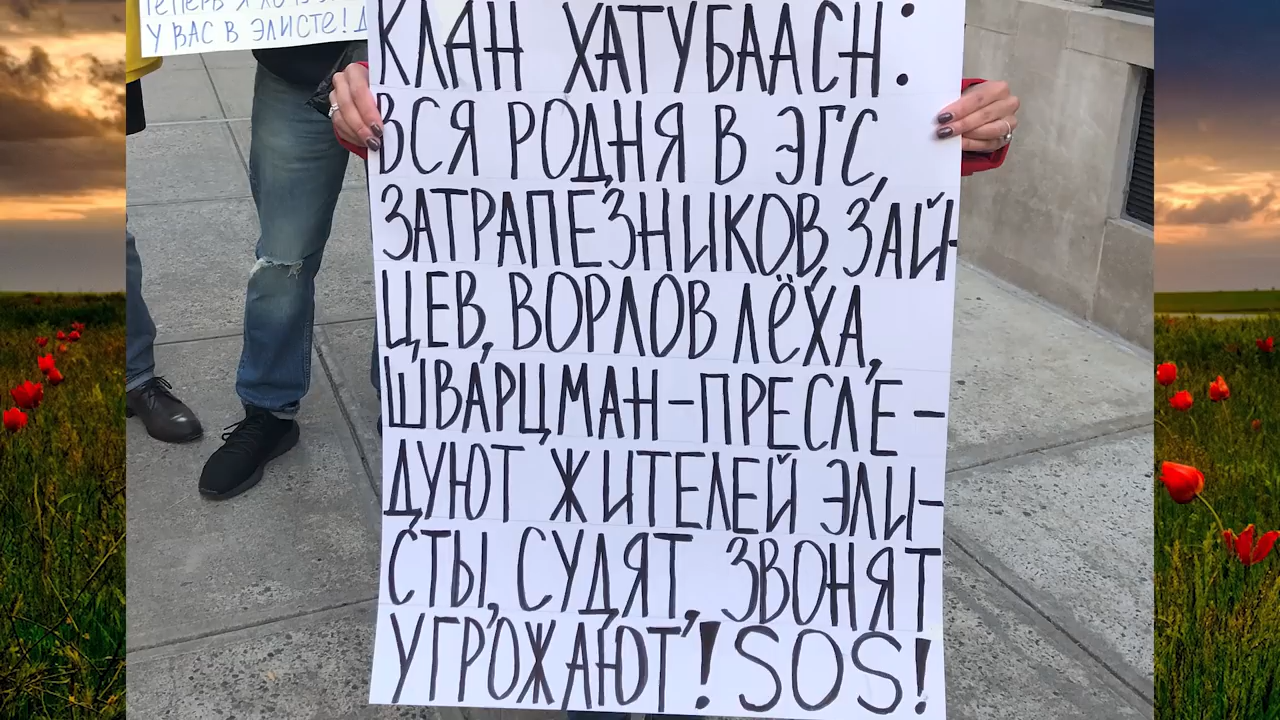 У ВАС В ЭЛИСТЕ!
КЛАН ХАТУБААСН:
ВСЯ РОДНЯ В ЭГС,
ЗАТРАПЕЗНИКОВ, ЗАЙ-
ЦЕВ, ВОРЛОВ ЛЁХА,
ШВАРЦМАН-ПРЕСЛЕ-
ДУЮТ ЖИТЕЛЕЙ ЭЛИ-
СТЫ, СУДЯТ, ЗВОНЯТ
УГРОЖАЮТ! SOS!